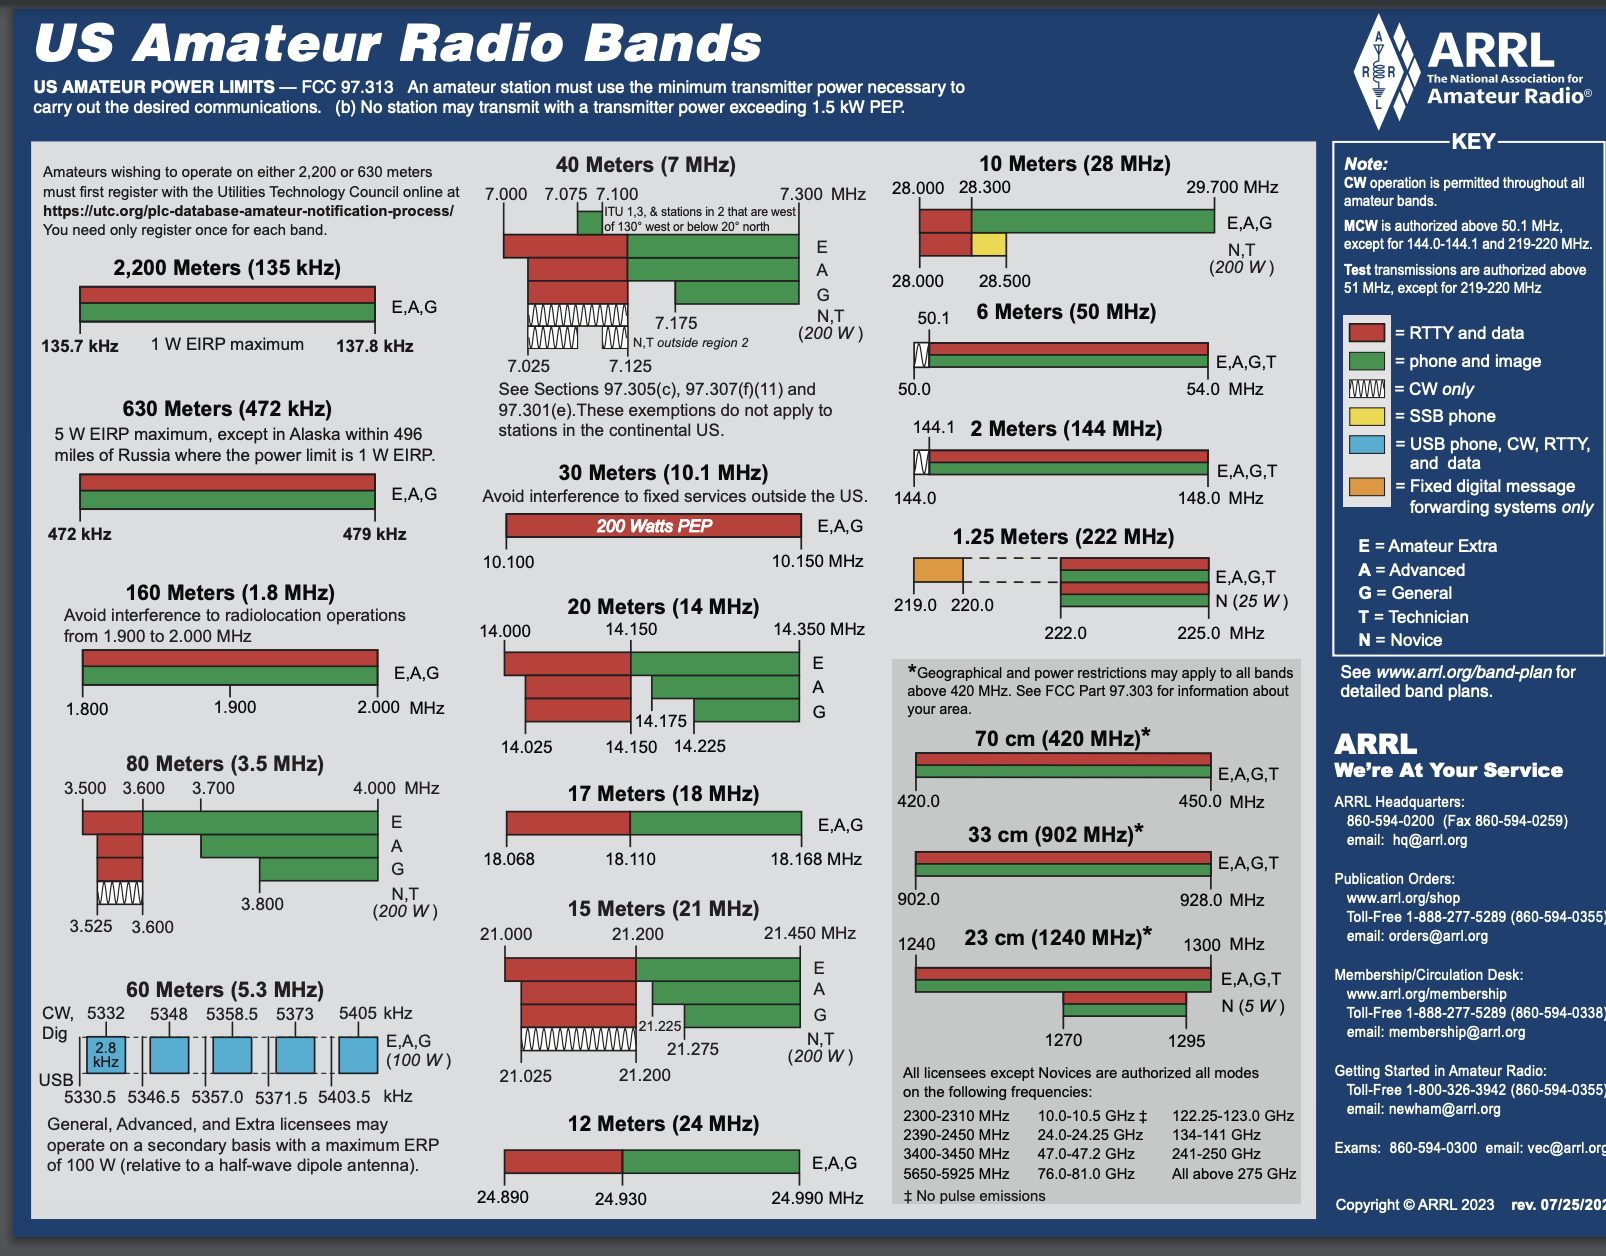 US Amateur Radio Bands
US AMATEUR POWER LIMITS — FCC 97.313 An amateur station must use the minimum transmitter power necessary to
carry out the desired communications. (b) No station may transmit with a transmitter power exceeding 1.5 kW PEP.
A
R R
L
ARRL
The National Association for
Amateur Radio®
Amateurs wishing to operate on either 2,200 or 630 meters
must first register with the Utilities Technology Council online at
https://utc.org/plc-database-amateur-notification-process/
You need only register once for each band.
2,200 Meters (135 kHz)
E,A,G
135.7 kHz 1 W EIRP maximum 137.8 kHz
630 Meters (472 kHz)
5 W EIRP maximum, except in Alaska within 496
miles of Russia where the power limit is 1 W EIRP.
E,A,G
472 kHz 479 kHz
160 Meters (1.8 MHz)
Avoid interference to radiolocation operations
from 1.900 to 2.000 MHz
E,A,G
1.800 1.900 2.000 MHz
80 Meters (3.5 MHz)
3.500 3.600 3.700 4.000 MHz
E
A
G
N,T
(200 W)
3.800
3.525 3.600
60 Meters (5.3 MHz)
CW, 5332 5348 5358.5 5373 5405 kHz
Dig
2.8
kHz
E,A,G
(100 W)
USB
5330.5 5346.5 5357.0 5371.5 5403.5 kHz
General, Advanced, and Extra licensees may
operate on a secondary basis with a maximum ERP
of 100 W (relative to a half-wave dipole antenna).
40 Meters (7 MHz)
7.000 7.075 7.100 7.300 MHz
ITU 1,3, & stations in 2 that are west
of 130° west or below 20° north
E
A
G
N,T
(200 W)
7.175
N,T outside region 2
7.025 7.125
See Sections 97.305(c), 97.307(f)(11) and
97.301(e).These exemptions do not apply to
stations in the continental US.
30 Meters (10.1 MHz)
Avoid interference to fixed services outside the US.
200 Watts PEP
E,A,G
10.100 10.150 MHz
20 Meters (14 MHz)
14.000 14.150 14.350 MHz
E
A
G
14.175
14.025 14.150 14.225
17 Meters (18 MHz)
E,A,G
18.068 18.110 18.168 MHz
15 Meters (21 MHz)
21.000 21.200 21.450 MHz
E
A
G
N,T
(200 W)
21.225
21.275
21.025 21.200
12 Meters (24 MHz)
E,A,G
24.890 24.930 24.990 MHz
10 Meters (28 MHz)
28.000 28.300 29.700 MHz
E,A,G
N,T
(200 W)
28.000 28.500
6 Meters (50 MHz)
50.1
E,A,G,T
50.0 54.0 MHz
2 Meters (144 MHz)
144.1
E,A,G,T
144.0 148.0 MHz
1.25 Meters (222 MHz)
E,A,G,T
N (25 W)
219.0 220.0
222.0 225.0 MHz
*Geographical and power restrictions may apply to all bands
above 420 MHz. See FCC Part 97.303 for information about
your area.
70 cm (420 MHz)*
E,A,G,T
420.0 450.0 MHz
33 cm (902 MHz)*
E,A,G,T
902.0 928.0 MHz
23 cm (1240 MHz)*
1240 1300 MHz
E,A,G,T
N (5 W)
1270 1295
All licensees except Novices are authorized all modes
on the following frequencies:
2300-2310 MHz 10.0-10.5 GHz ‡ 122.25-123.0 GHz
2390-2450 MHz 24.0-24.25 GHz 134-141 GHz
3400-3450 MHz 47.0-47.2 GHz 241-250 GHz
5650-5925 MHz 76.0-81.0 GHz All above 275 GHz
‡ No pulse emissions
KEY
Note:
CW operation is permitted throughout all
amateur bands.
MCW is authorized above 50.1 MHz,
except for 144.0-144.1 and 219-220 MHz.
Test transmissions are authorized above
51 MHz, except for 219-220 MHz
= RTTY and data
= phone and image
= CW only
= SSB phone
= USB phone, CW, RTTY,
and data
= Fixed digital message
forwarding systems only
E = Amateur Extra
A = Advanced
G = General
T = Technician
N = Novice
See www.arrl.org/band-plan for
detailed band plans.
ARRL
We're At Your Service
ARRL Headquarters:
860-594-0200 (Fax 860-594-0259)
email: hq@arrl.org
Publication Orders:
www.arrl.org/shop
Toll-Free 1-888-277-5289 (860-594-0355)
email: orders@arrl.org
Membership/Circulation Desk:
www.arrl.org/membership
Toll-Free 1-888-277-5289 (860-594-0338)
email: membership@arrl.org
Getting Started in Amateur Radio:
Toll-Free 1-800-326-3942 (860-594-0355)
email: newham@arrl.org
Exams: 860-594-0300 email: vec@arrl.org
Copyright © ARRL 2023 rev. 07/25/202